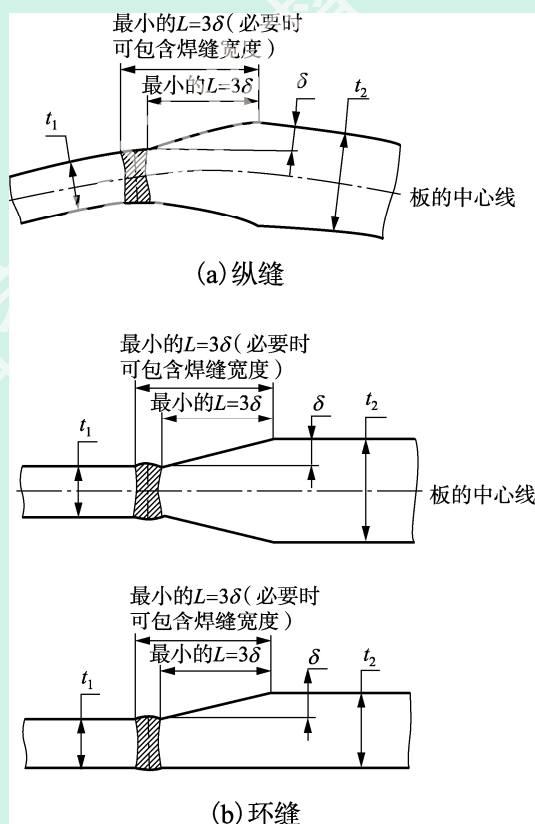 最小的L=3δ(必要时
可包含焊缝宽度)
最小的L=3δ
δ
t₂
t₁
板的中心线
(a)纵缝
最小的L=3δ(必要时
可包含焊缝宽度)
最小的L=3δ
δ
t₂
t₁
板的中心线
最小的L=3δ(必要时
可包含焊缝宽度)
最小的L=3δ
δ
t₂
t₁
(b)环缝